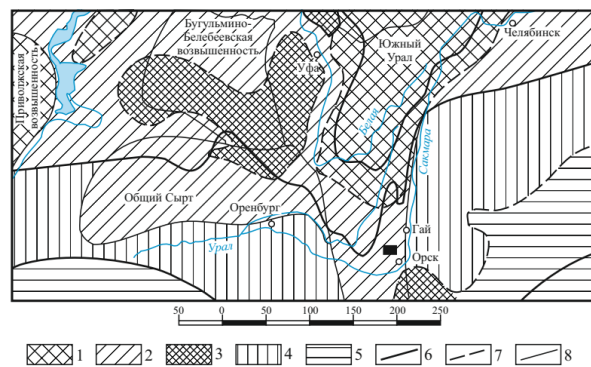 Бугульмино-
Белебеевская
возвышенность
Приволжская
возвышенность
Уфа
Южный
Урал
Челябинск
Белая
Сакмара
Общий Сырт
Оренбург
Урал
Гай
Орск
50 0 50 100 150 200 250
1 2 3 4 5 6 7 8